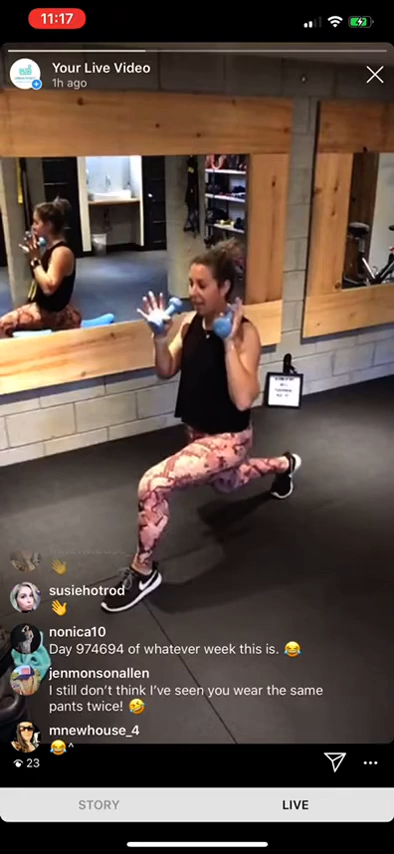 11:17
Your Live Video
1h ago
susiehotrod
👋
nonica10
Day 974694 of whatever week this is. 😂
jenmonsonallen
I still don’t think I’ve seen you wear the same
pants twice! 🤣
mnewhouse_4
😂^
23
STORY
LIVE